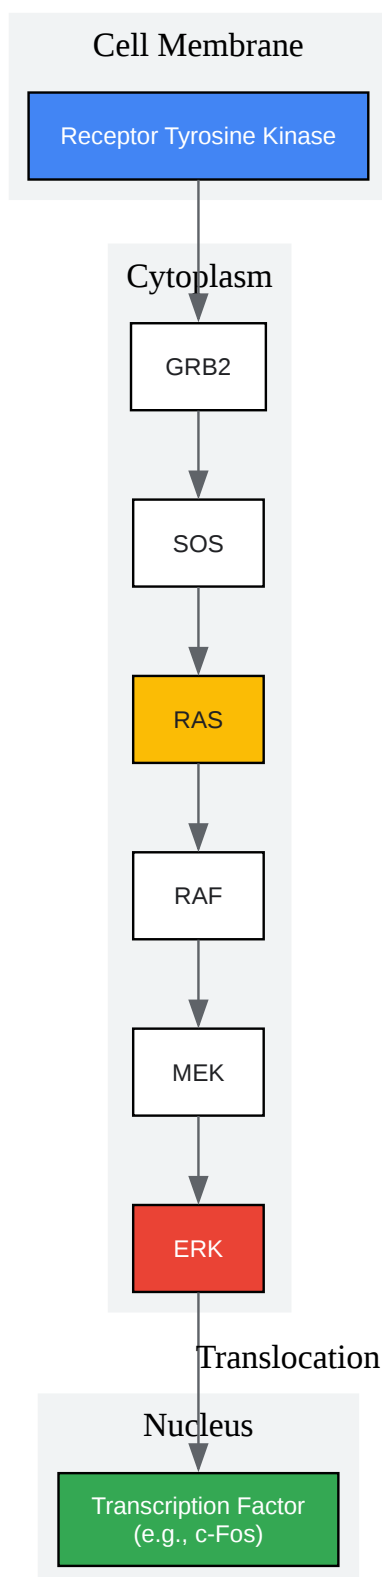 Cell Membrane
Receptor Tyrosine Kinase
Cytoplasm
GRB2
SOS
RAS
RAF
MEK
ERK
Translocation
Nucleus
Transcription Factor
(e.g., c-Fos)